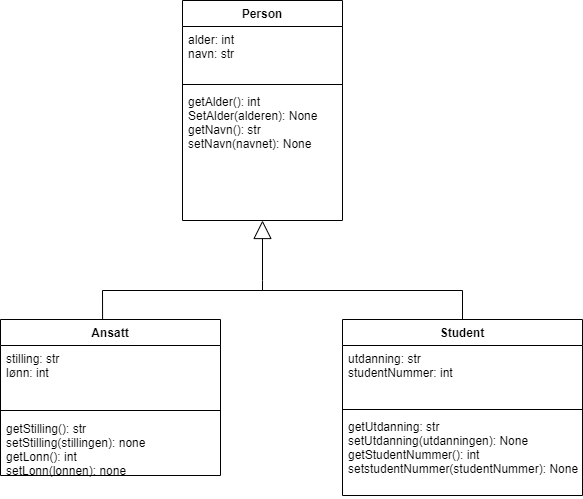 Person
alder: int
navn: str
getAlder(): int
SetAlder(alderen): None
getNavn(): str
setNavn(navnet): None
Ansatt
stilling: str
lønn: int
getStilling(): str
setStilling(stillingen): none
getLonn(): int
setLonn(lonnen): none
Student
utdanning: str
studentNummer: int
getUtdanning: str
setUtdanning(utdanningen): None
getStudentNummer(): int
setstudentNummer(studentNummer): None